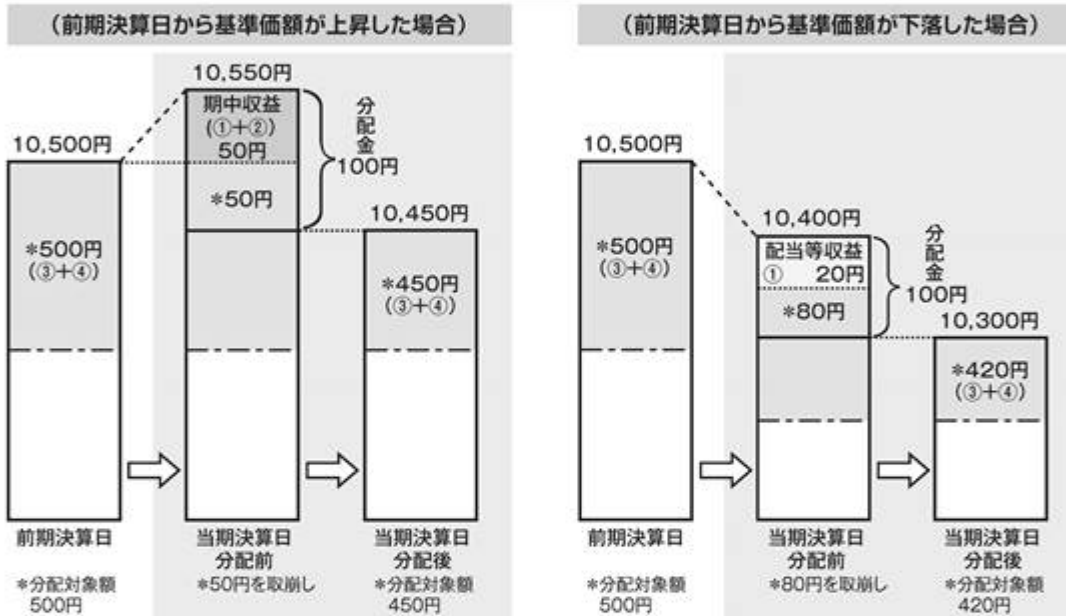 (前期決算日から基準価額が上昇した場合)
10,550円
期中収益
(①+②)
50円
*50円
分配金
100円
10,500円
*500円
(③+④)
10,450円
*450円
(③+④)
前期決算日
当期決算日
分配前
当期決算日
分配後
*分配対象額
500円
*50円を取崩し
*分配対象額
450円
(前期決算日から基準価額が下落した場合)
10,500円
*500円
(③+④)
10,400円
配当等収益
① 20円
*80円
分配金
100円
10,300円
*420円
(③+④)
前期決算日
当期決算日
分配前
当期決算日
分配後
*分配対象額
500円
*80円を取崩し
*分配対象額
420円